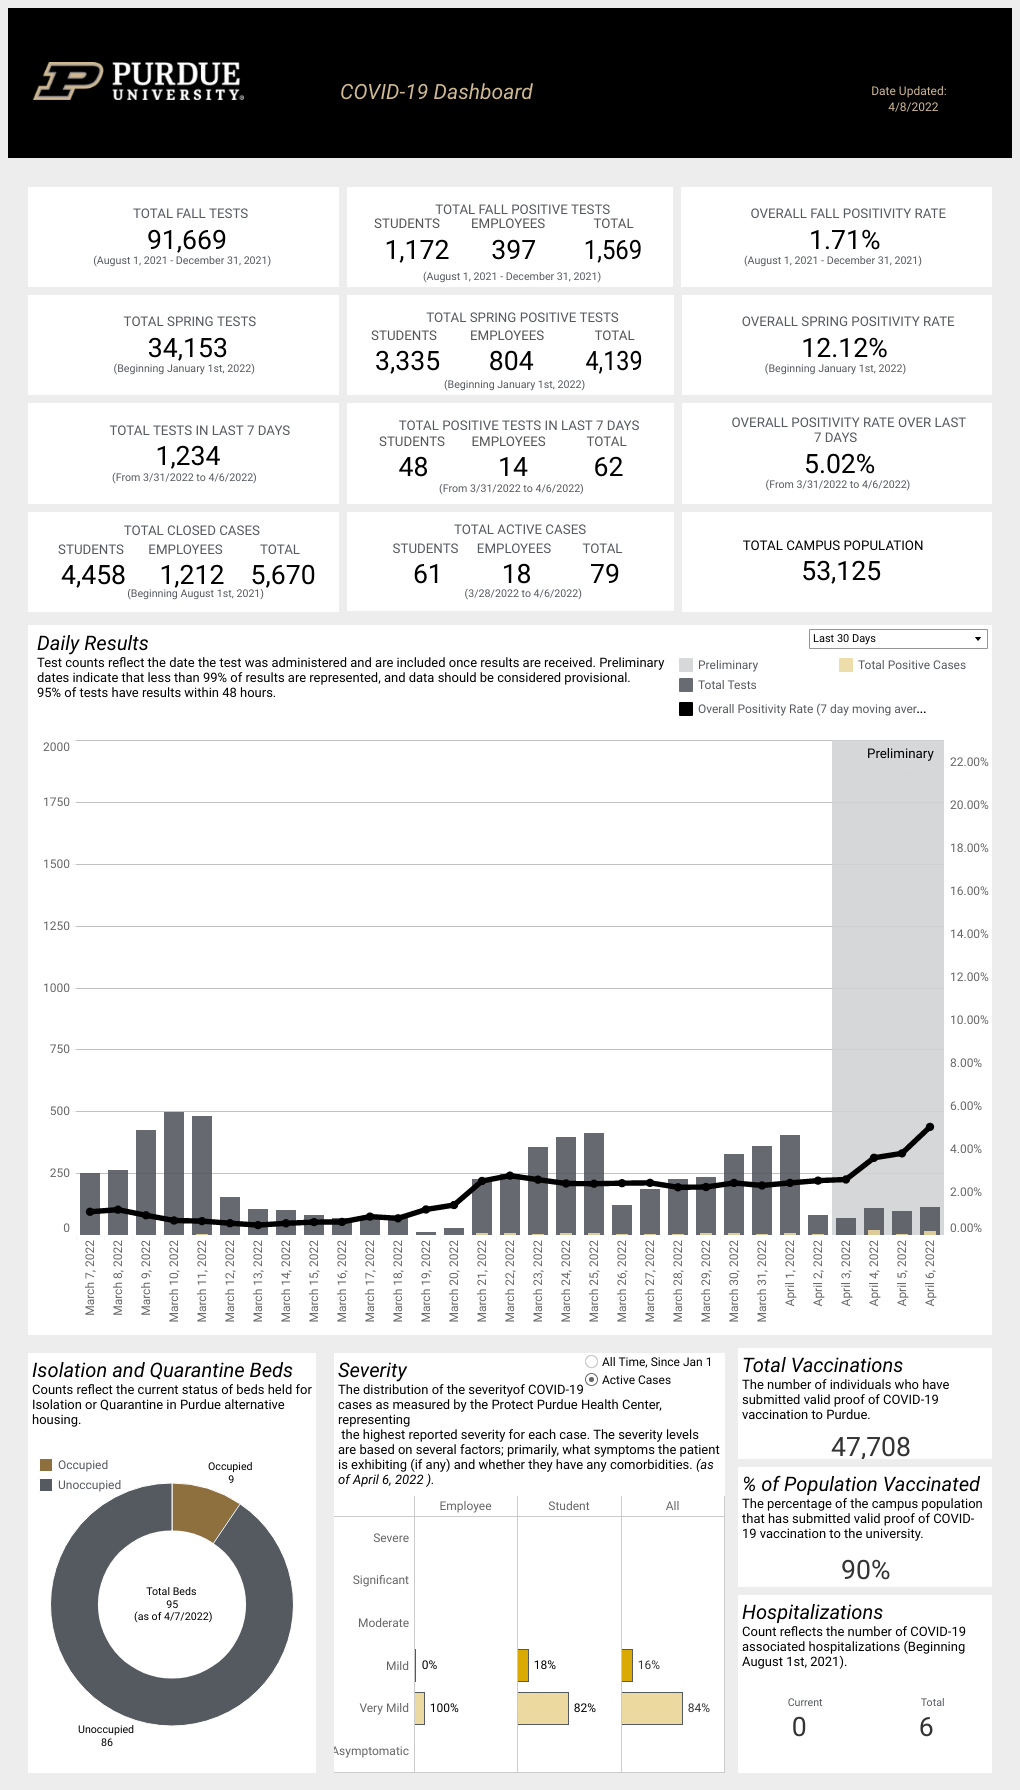 PURDUE
UNIVERSITY®
COVID-19 Dashboard
Date Updated:
4/8/2022
TOTAL FALL TESTS
91,669
(August 1, 2021 - December 31, 2021)
TOTAL FALL POSITIVE TESTS
STUDENTS EMPLOYEES TOTAL
1,172 397 1,569
(August 1, 2021 - December 31, 2021)
OVERALL FALL POSITIVITY RATE
1.71%
(August 1, 2021 - December 31, 2021)
TOTAL SPRING TESTS
34,153
(Beginning January 1st, 2022)
TOTAL SPRING POSITIVE TESTS
STUDENTS EMPLOYEES TOTAL
3,335 804 4,139
(Beginning January 1st, 2022)
OVERALL SPRING POSITIVITY RATE
12.12%
(Beginning January 1st, 2022)
TOTAL TESTS IN LAST 7 DAYS
1,234
(From 3/31/2022 to 4/6/2022)
TOTAL POSITIVE TESTS IN LAST 7 DAYS
STUDENTS EMPLOYEES TOTAL
48 14 62
(From 3/31/2022 to 4/6/2022)
OVERALL POSITIVITY RATE OVER LAST
7 DAYS
5.02%
(From 3/31/2022 to 4/6/2022)
TOTAL CLOSED CASES
STUDENTS EMPLOYEES TOTAL
4,458 1,212 5,670
(Beginning August 1st, 2021)
TOTAL ACTIVE CASES
STUDENTS EMPLOYEES TOTAL
61 18 79
(3/28/2022 to 4/6/2022)
TOTAL CAMPUS POPULATION
53,125
Daily Results
Test counts reflect the date the test was administered and are included once results are received. Preliminary
dates indicate that less than 99% of results are represented, and data should be considered provisional.
95% of tests have results within 48 hours.
Last 30 Days
Preliminary
Total Positive Cases
Total Tests
Overall Positivity Rate (7 day moving aver...
Preliminary
2000
1750
1500
1250
1000
750
500
250
0
22.00%
20.00%
18.00%
16.00%
14.00%
12.00%
10.00%
8.00%
6.00%
4.00%
2.00%
0.00%
March 7, 2022
March 8, 2022
March 9, 2022
March 10, 2022
March 11, 2022
March 12, 2022
March 13, 2022
March 14, 2022
March 15, 2022
March 16, 2022
March 17, 2022
March 18, 2022
March 19, 2022
March 20, 2022
March 21, 2022
March 22, 2022
March 23, 2022
March 24, 2022
March 25, 2022
March 26, 2022
March 27, 2022
March 28, 2022
March 29, 2022
March 30, 2022
March 31, 2022
April 1, 2022
April 2, 2022
April 3, 2022
April 4, 2022
April 5, 2022
April 6, 2022
Isolation and Quarantine Beds
Counts reflect the current status of beds held for
Isolation or Quarantine in Purdue alternative
housing.
Occupied
Unoccupied
Occupied
9
Total Beds
95
(as of 4/7/2022)
Unoccupied
86
Severity
All Time, Since Jan 1
Active Cases
The distribution of the severityof COVID-19
cases as measured by the Protect Purdue Health Center,
representing
the highest reported severity for each case. The severity levels
are based on several factors; primarily, what symptoms the patient
is exhibiting (if any) and whether they have any comorbidities. (as
of April 6, 2022 ).
Employee Student All
Severe
Significant
Moderate
Mild 0% 18% 16%
Very Mild 100% 82% 84%
Asymptomatic
Total Vaccinations
The number of individuals who have
submitted valid proof of COVID-19
vaccination to Purdue.
47,708
% of Population Vaccinated
The percentage of the campus population
that has submitted valid proof of COVID-
19 vaccination to the university.
90%
Hospitalizations
Count reflects the number of COVID-19
associated hospitalizations (Beginning
August 1st, 2021).
Current Total
0 6